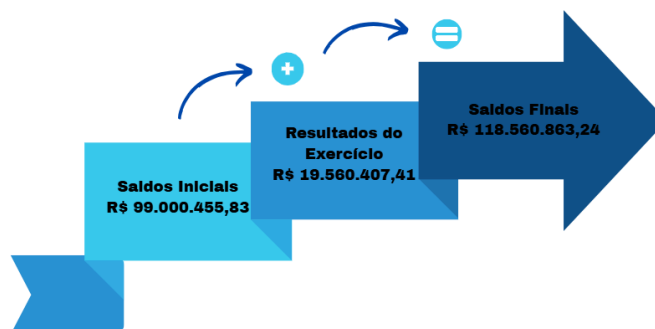 Saldos Iniciais
R$ 99.000.455,83
+
Resultados do
Exercício
R$ 19.560.407,41
=
Saldos Finais
R$ 118.560.863,24